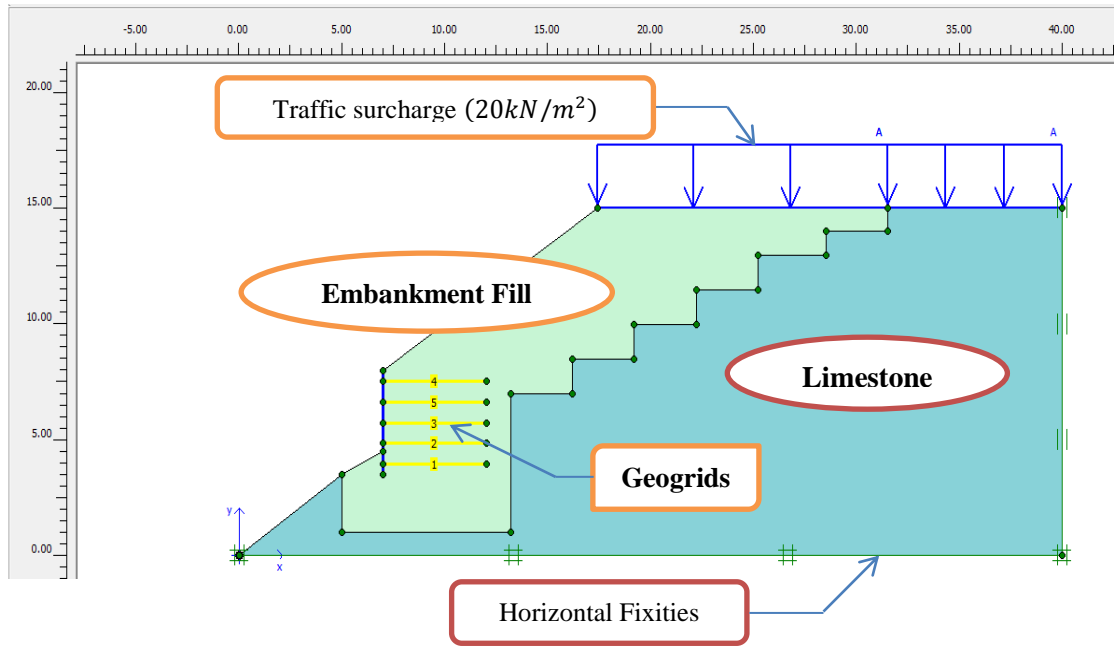 -5.00 0.00 5.00 10.00 15.00 20.00 25.00 30.00 35.00 40.00
20.00
Traffic surcharge (20kN/m²)
A A
15.00
Embankment Fill
10.00
Limestone
4
5
3
5.00
2
Geogrids
1
y
0.00
x
Horizontal Fixities